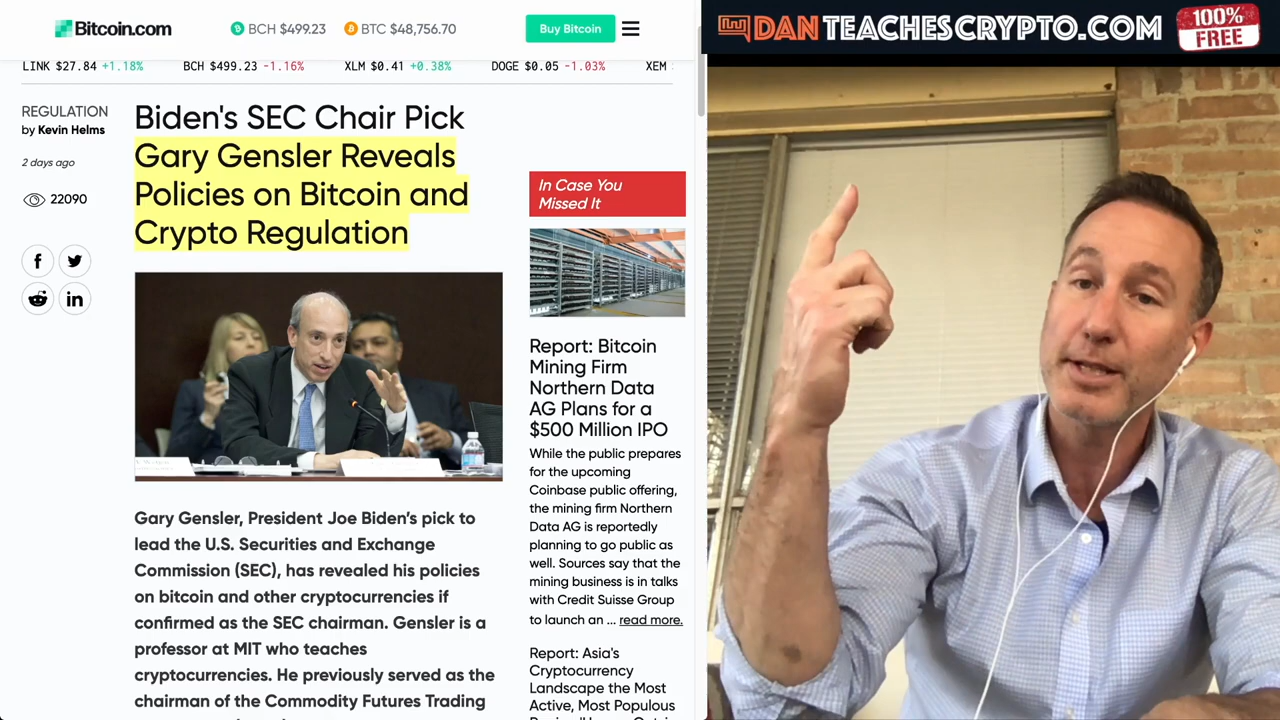 Bitcoin.com
BCH $499.23 BTC $48,756.70
Buy Bitcoin
LINK $27.84 +1.18% BCH $499.23 -1.16% XLM $0.41 +0.38% DOGE $0.05 -1.03% XEM
REGULATION
by Kevin Helms
2 days ago
22090
Biden's SEC Chair Pick
Gary Gensler Reveals
Policies on Bitcoin and
Crypto Regulation
Gary Gensler, President Joe Biden's pick to
lead the U.S. Securities and Exchange
Commission (SEC), has revealed his policies
on bitcoin and other cryptocurrencies if
confirmed as the SEC chairman. Gensler is a
professor at MIT who teaches
cryptocurrencies. He previously served as the
chairman of the Commodity Futures Trading
In Case You
Missed It
Report: Bitcoin
Mining Firm
Northern Data
AG Plans for a
$500 Million IPO
While the public prepares
for the upcoming
Coinbase public offering,
the mining firm Northern
Data AG is reportedly
planning to go public as
well. Sources say that the
mining business is in talks
with Credit Suisse Group
to launch an ... read more.
Report: Asia's
Cryptocurrency
Landscape the Most
Active, Most Populous
DAN TEACHESCRYPTO.COM
100%
FREE